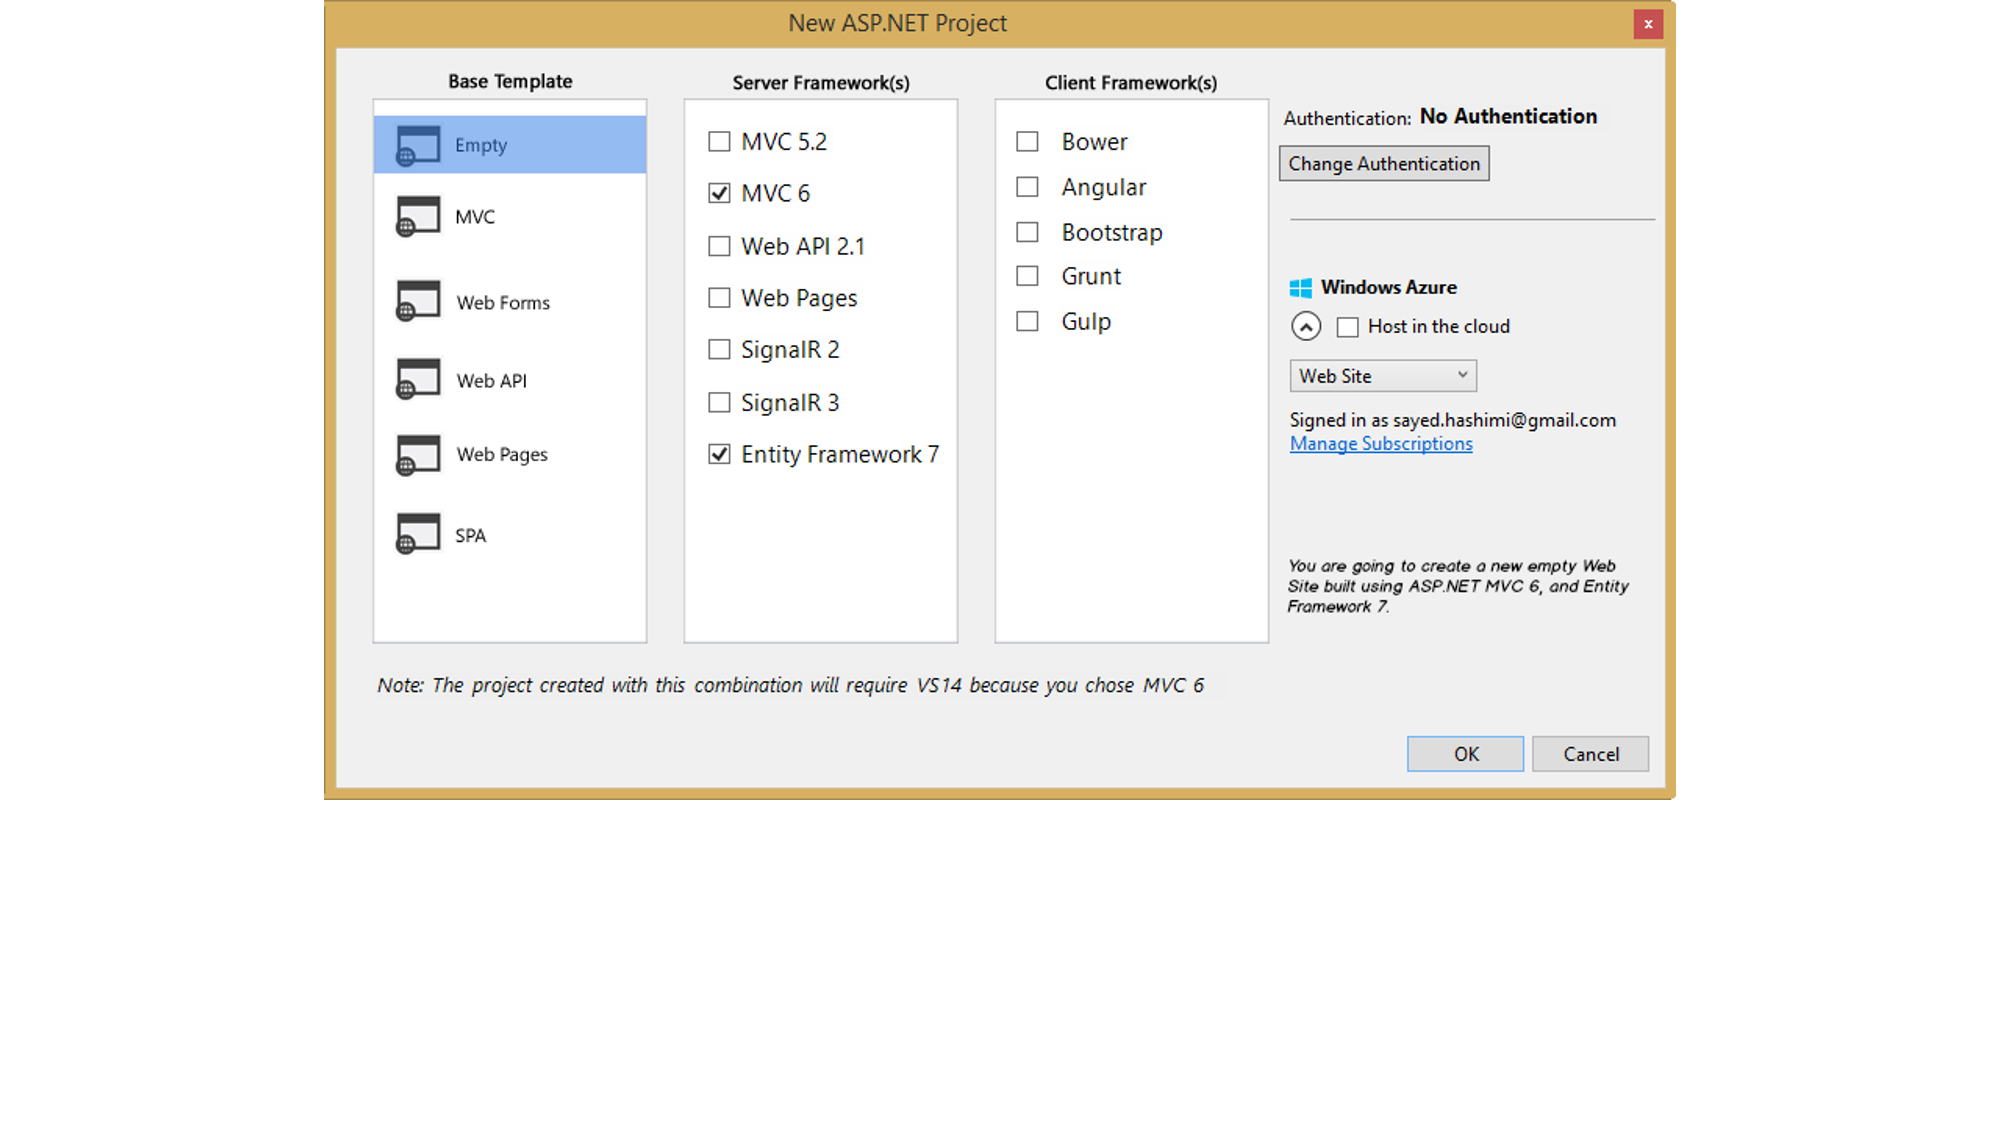 New ASP.NET Project
x
Base Template
Empty
MVC
Web Forms
Web API
Web Pages
SPA
Server Framework(s)
MVC 5.2
MVC 6
Web API 2.1
Web Pages
SignalR 2
SignalR 3
Entity Framework 7
Client Framework(s)
Bower
Angular
Bootstrap
Grunt
Gulp
Authentication: No Authentication
Change Authentication
Windows Azure
Host in the cloud
Web Site
Signed in as sayed.hashimi@gmail.com
Manage Subscriptions
You are going to create a new empty Web
Site built using ASP.NET MVC 6, and Entity
Framework 7.
Note: The project created with this combination will require VS14 because you chose MVC 6
OK
Cancel